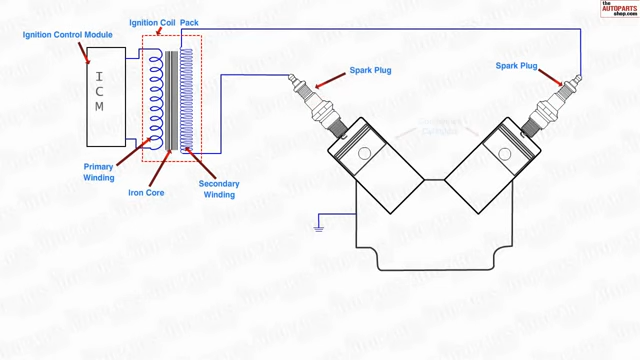 the
AUTOPARTS
shop.com
Ignition Coil Pack
Ignition Control Module
Spark Plug
Spark Plug
I
C
M
Primary
Winding
Iron Core
Secondary
Winding